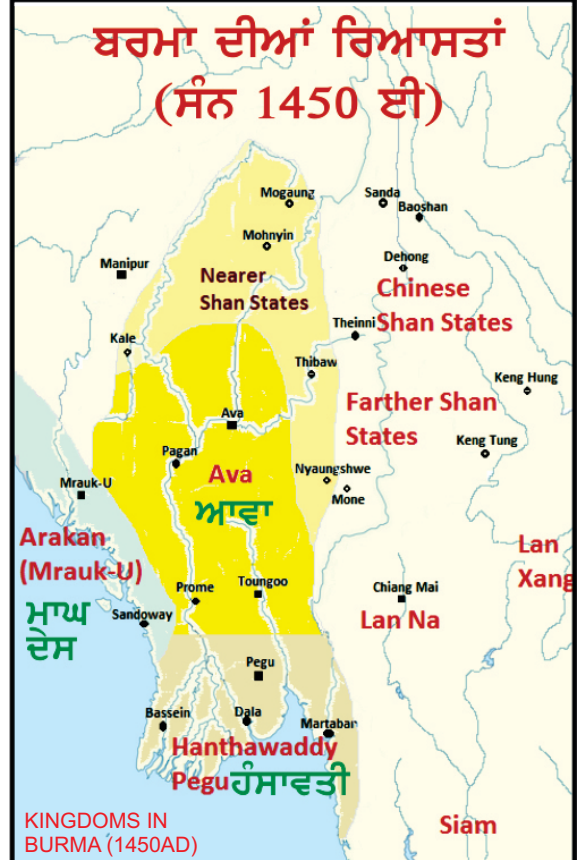 ਬਰਮਾ ਦੀਆਂ ਰਿਆਸਤਾਂ
(ਸੰਨ 1450 ਈ)
Mogaung
Sanda
Baoshan
Mohnyin
Manipur
Dehong
Nearer
Shan States
Chinese
Shan States
Theinni
Kale
Thibaw
Keng Hung
Farther Shan
States
Ava
Keng Tung
Pagan
Ava
ਆਵਾ
Nyaungshwe
Mone
Mrauk-U
Arakan
(Mrauk-U)
ਮਾਘ
ਦੇਸ
Lan
Xang
Prome
Toungoo
Chiang Mai
Lan Na
Sandoway
Pegu
Bassein
Dala
Martaban
Hanthawaddy
Pegu ਹੰਸਾਵਤੀ
Siam
KINGDOMS IN
BURMA (1450AD)